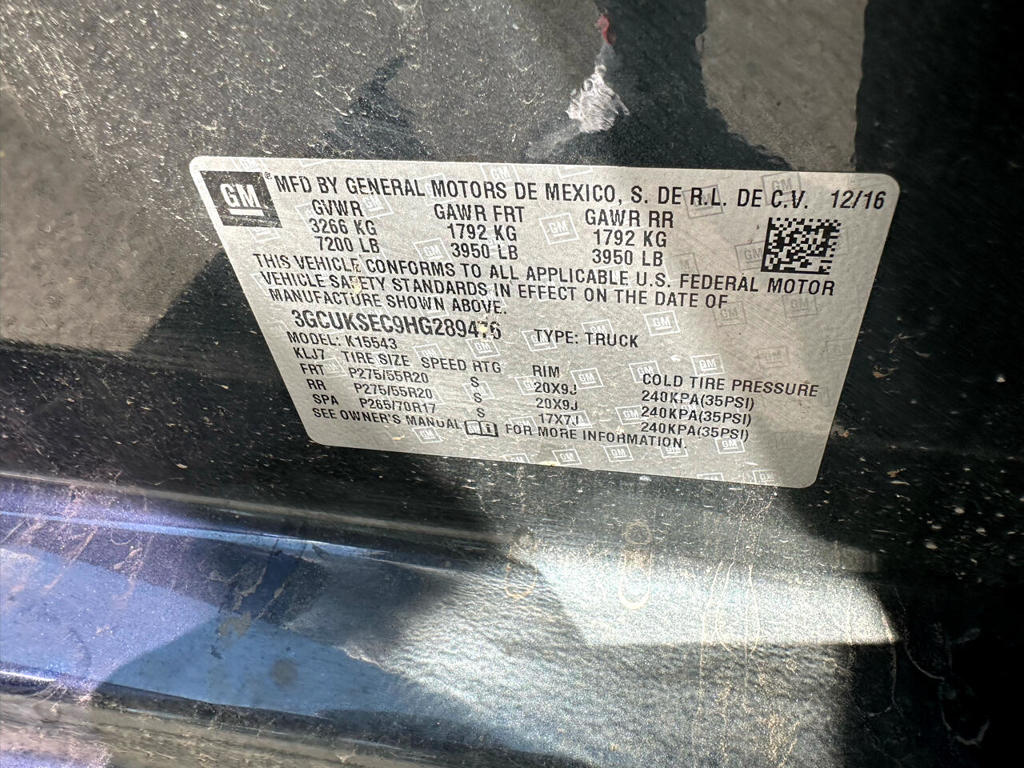 GM® MFD BY GENERAL MOTORS DE MEXICO, S. DE R.L. DE C.V. 12/16
GVWR GAWR FRT GAWR RR
3266 KG 1792 KG 1792 KG
7200 LB 3950 LB 3950 LB
THIS VEHICLE CONFORMS TO ALL APPLICABLE U.S. FEDERAL MOTOR
VEHICLE SAFETY STANDARDS IN EFFECT ON THE DATE OF
MANUFACTURE SHOWN ABOVE.
3GCUKSEC9HG289476 TYPE: TRUCK
MODEL: K15543
KLJ7 TIRE SIZE SPEED RTG RIM COLD TIRE PRESSURE
FRT P275/55R20 S 20X9J 240KPA(35PSI)
RR P275/55R20 S 20X9J 240KPA(35PSI)
SPA P265/70R17 S 17X7J 240KPA(35PSI)
SEE OWNER'S MANUAL FOR MORE INFORMATION.